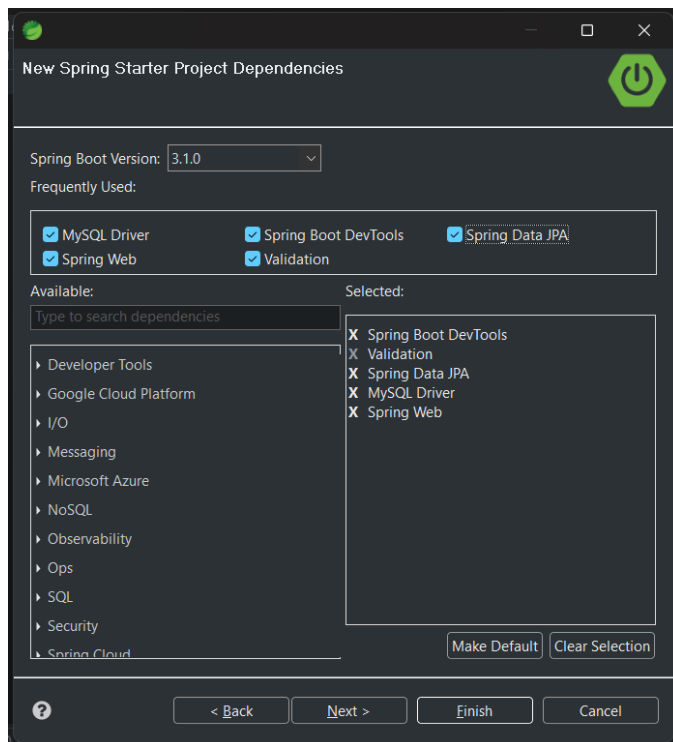 New Spring Starter Project Dependencies
Spring Boot Version: 3.1.0
Frequently Used:
MySQL Driver Spring Boot DevTools Spring Data JPA
Spring Web Validation
Available: Selected:
Type to search dependencies
X Spring Boot DevTools
X Validation
X Spring Data JPA
X MySQL Driver
X Spring Web
Developer Tools
Google Cloud Platform
I/O
Messaging
Microsoft Azure
NoSQL
Observability
Ops
SQL
Security
Spring Cloud
Make Default Clear Selection
? < Back Next > Finish Cancel